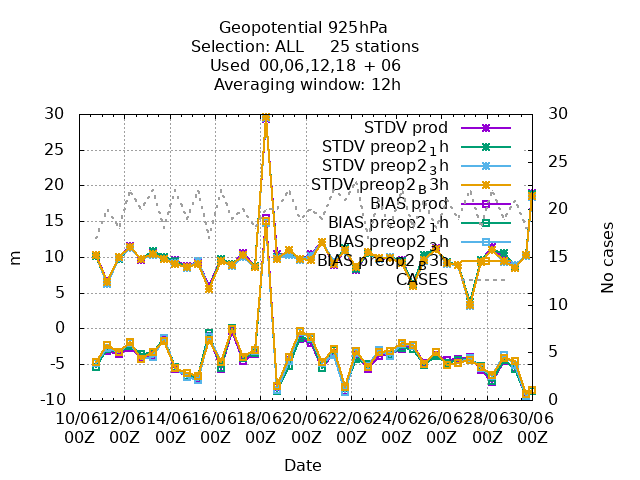 Geopotential 925hPa
Selection: ALL 25 stations
Used 00,06,12,18 + 06
Averaging window: 12h
30 30
25 25
20 20
15 15
10 10
5 5
0 0
-5
-10
m
No cases
STDV prod
STDV preop2_1h
STDV preop2_3h
STDV preop2_B3h
BIAS prod
BIAS preop2_1h
BIAS preop2_3h
BIAS preop2_B3h
CASES
10/06 12/06 14/06 16/06 18/06 20/06 22/06 24/06 26/06 28/06 30/06
00Z 00Z 00Z 00Z 00Z 00Z 00Z 00Z 00Z 00Z 00Z
Date